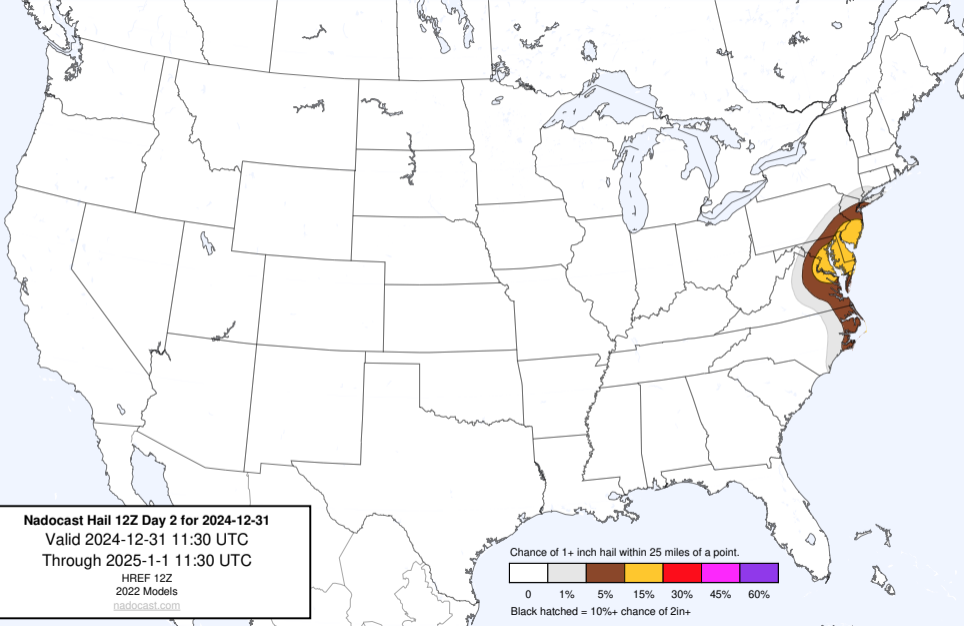 Nadocast Hail 12Z Day 2 for 2024-12-31
Valid 2024-12-31 11:30 UTC
Through 2025-1-1 11:30 UTC
HREF 12Z
2022 Models
nadocast.com
Chance of 1+ inch hail within 25 miles of a point.
0 1% 5% 15% 30% 45% 60%
Black hatched = 10%+ chance of 2in+